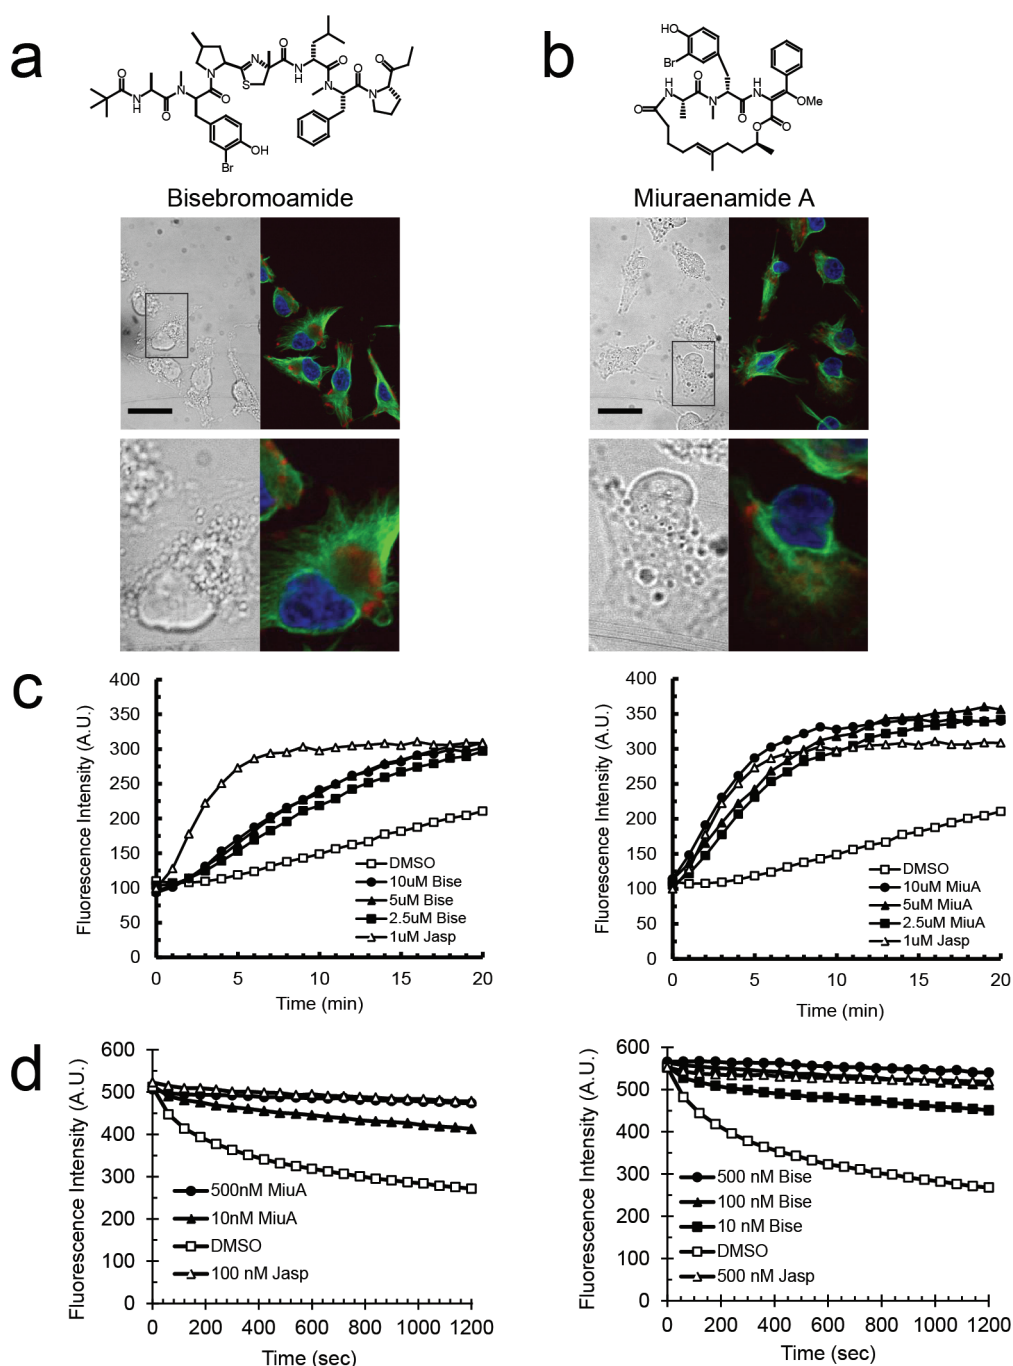 a
b
O
N
H
O
N
O
Br
OH
N
O
N
S
O
N
H
O
N
O
N
O
HO
Br
O
N
H
O
N
O
H
N
O
O
OMe
Bisebromoamide
Miuraenamide A
c
Fluorescence Intensity (A.U.)
400
350
300
250
200
150
100
50
0
0 5 10 15 20
Time (min)
DMSO
10uM Bise
5uM Bise
2.5uM Bise
1uM Jasp
Fluorescence Intensity (A.U.)
400
350
300
250
200
150
100
50
0
0 5 10 15 20
Time (min)
DMSO
10uM MiuA
5uM MiuA
2.5uM MiuA
1uM Jasp
d
Fluorescence Intensity (A.U.)
600
500
400
300
200
100
0
0 200 400 600 800 1000 1200
Time (sec)
500nM MiuA
10nM MiuA
DMSO
100 nM Jasp
Fluorescence Intensity (A.U.)
600
500
400
300
200
100
0
0 200 400 600 800 1000 1200
Time (sec)
500 nM Bise
100 nM Bise
10 nM Bise
DMSO
500 nM Jasp